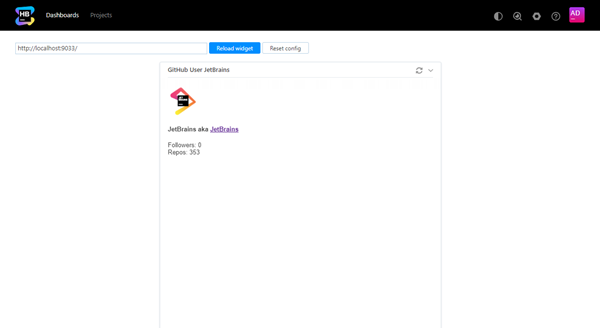 HB
Dashboards Projects
AD
http://localhost:9033/ Reload widget Reset config
GitHub User JetBrains
JetBrains aka JetBrains
Followers: 0
Repos: 353